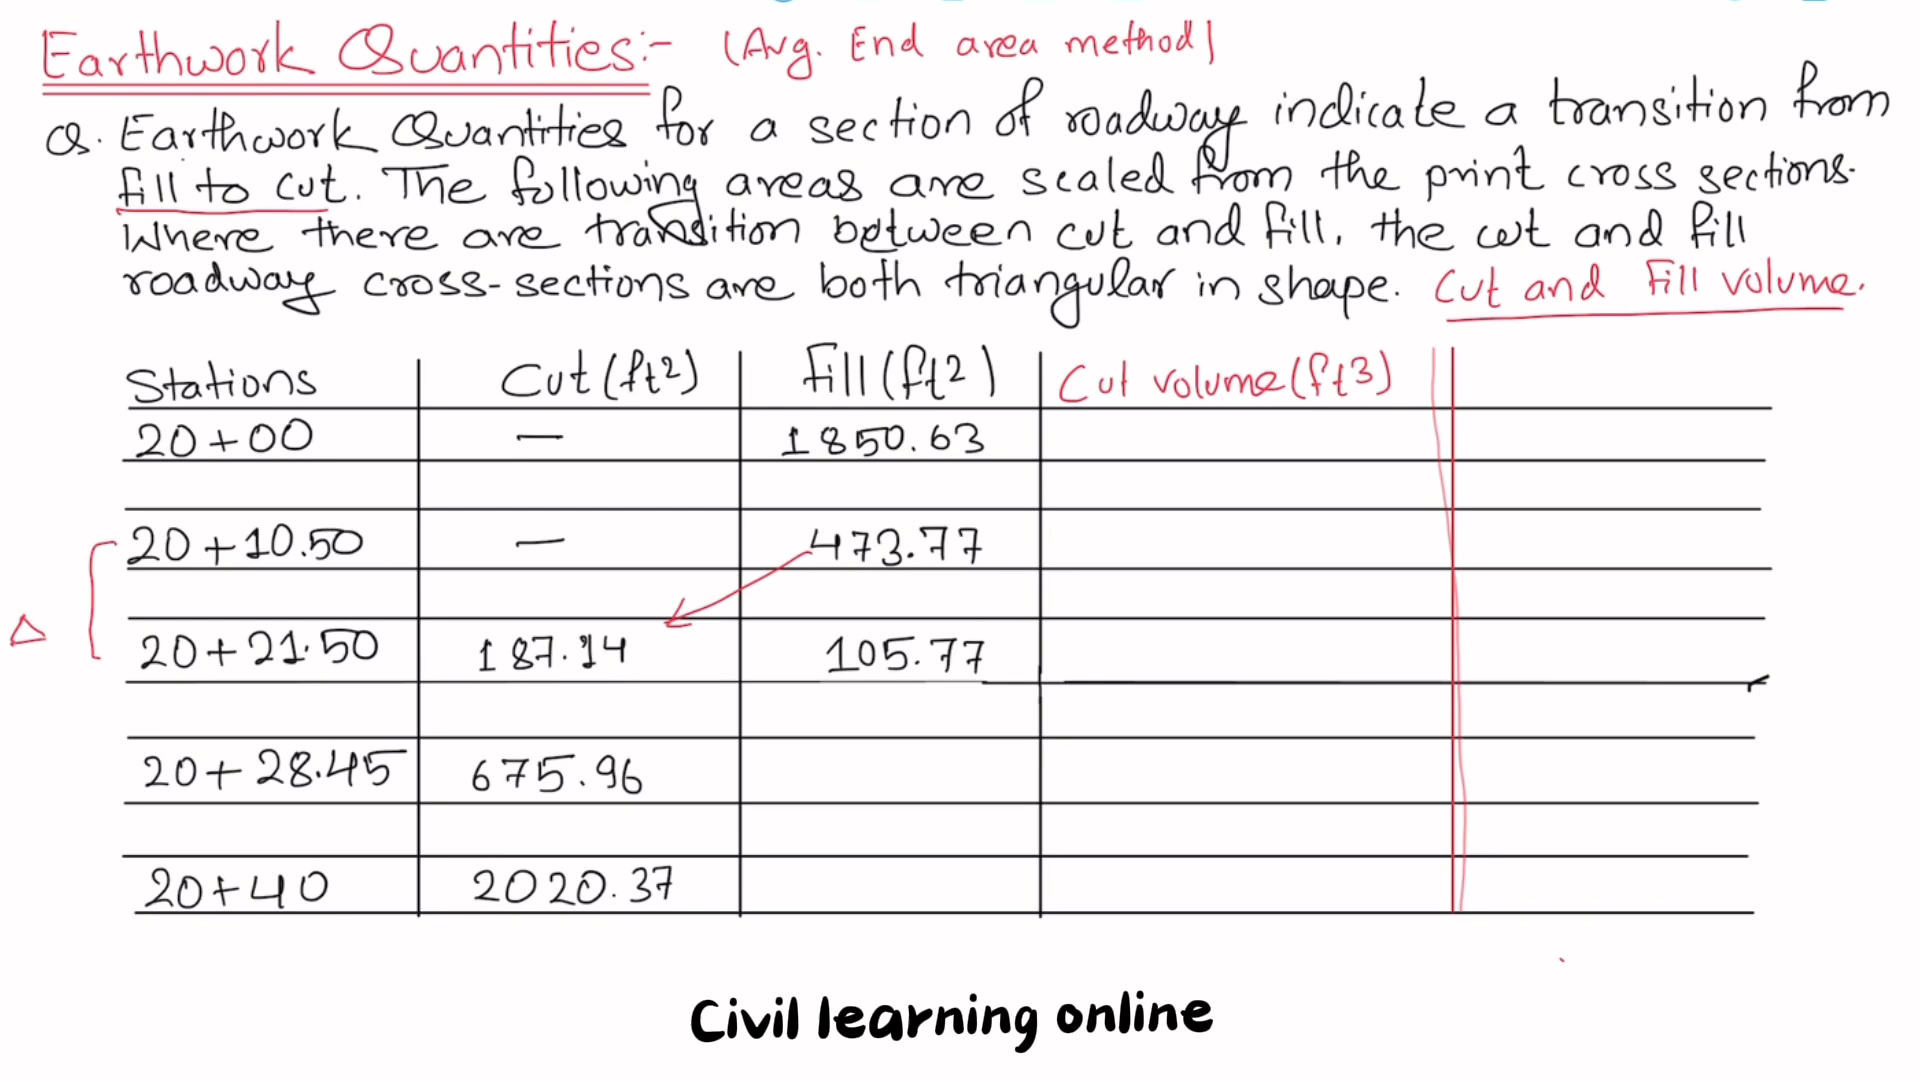 Earthwork Quantities:- (Avg. End area method)
Q. Earthwork Quantities for a section of roadway indicate a transition from
fill to cut. The following areas are scaled from the print cross sections.
Where there are transition between cut and fill, the cut and fill
roadway cross-sections are both triangular in shape. Cut and Fill volume.
Stations Cut (ft2) Fill (ft2) Cut volume (ft3)
20+00 — 1850.63
20+10.50 — 473.77
Δ
20+21.50 187.14 105.77
20+28.45 675.96
20+40 2020.37
Civil learning online